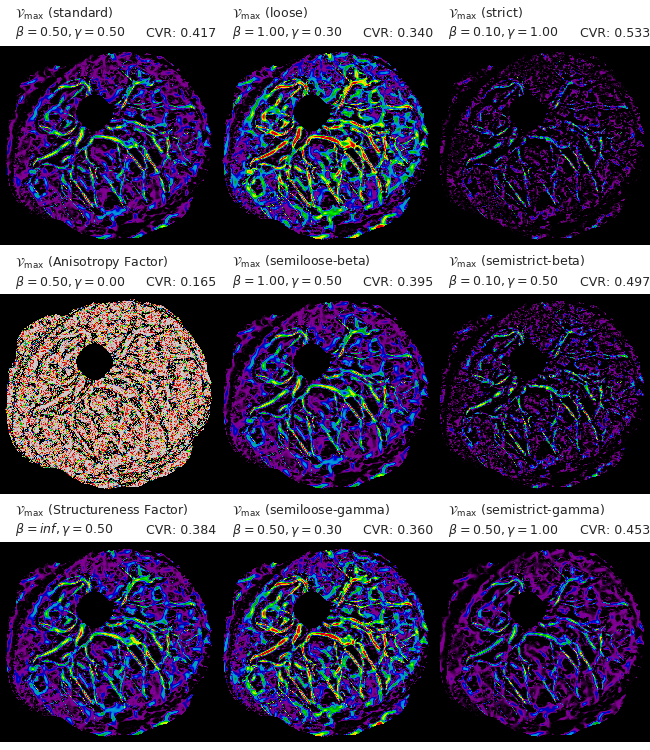 𝒱max (standard)
β = 0.50, γ = 0.50 CVR: 0.417
𝒱max (loose)
β = 1.00, γ = 0.30 CVR: 0.340
𝒱max (strict)
β = 0.10, γ = 1.00 CVR: 0.533
𝒱max (Anisotropy Factor)
β = 0.50, γ = 0.00 CVR: 0.165
𝒱max (semiloose-beta)
β = 1.00, γ = 0.50 CVR: 0.395
𝒱max (semistrict-beta)
β = 0.10, γ = 0.50 CVR: 0.497
𝒱max (Structureness Factor)
β = inf, γ = 0.50 CVR: 0.384
𝒱max (semiloose-gamma)
β = 0.50, γ = 0.30 CVR: 0.360
𝒱max (semistrict-gamma)
β = 0.50, γ = 1.00 CVR: 0.453